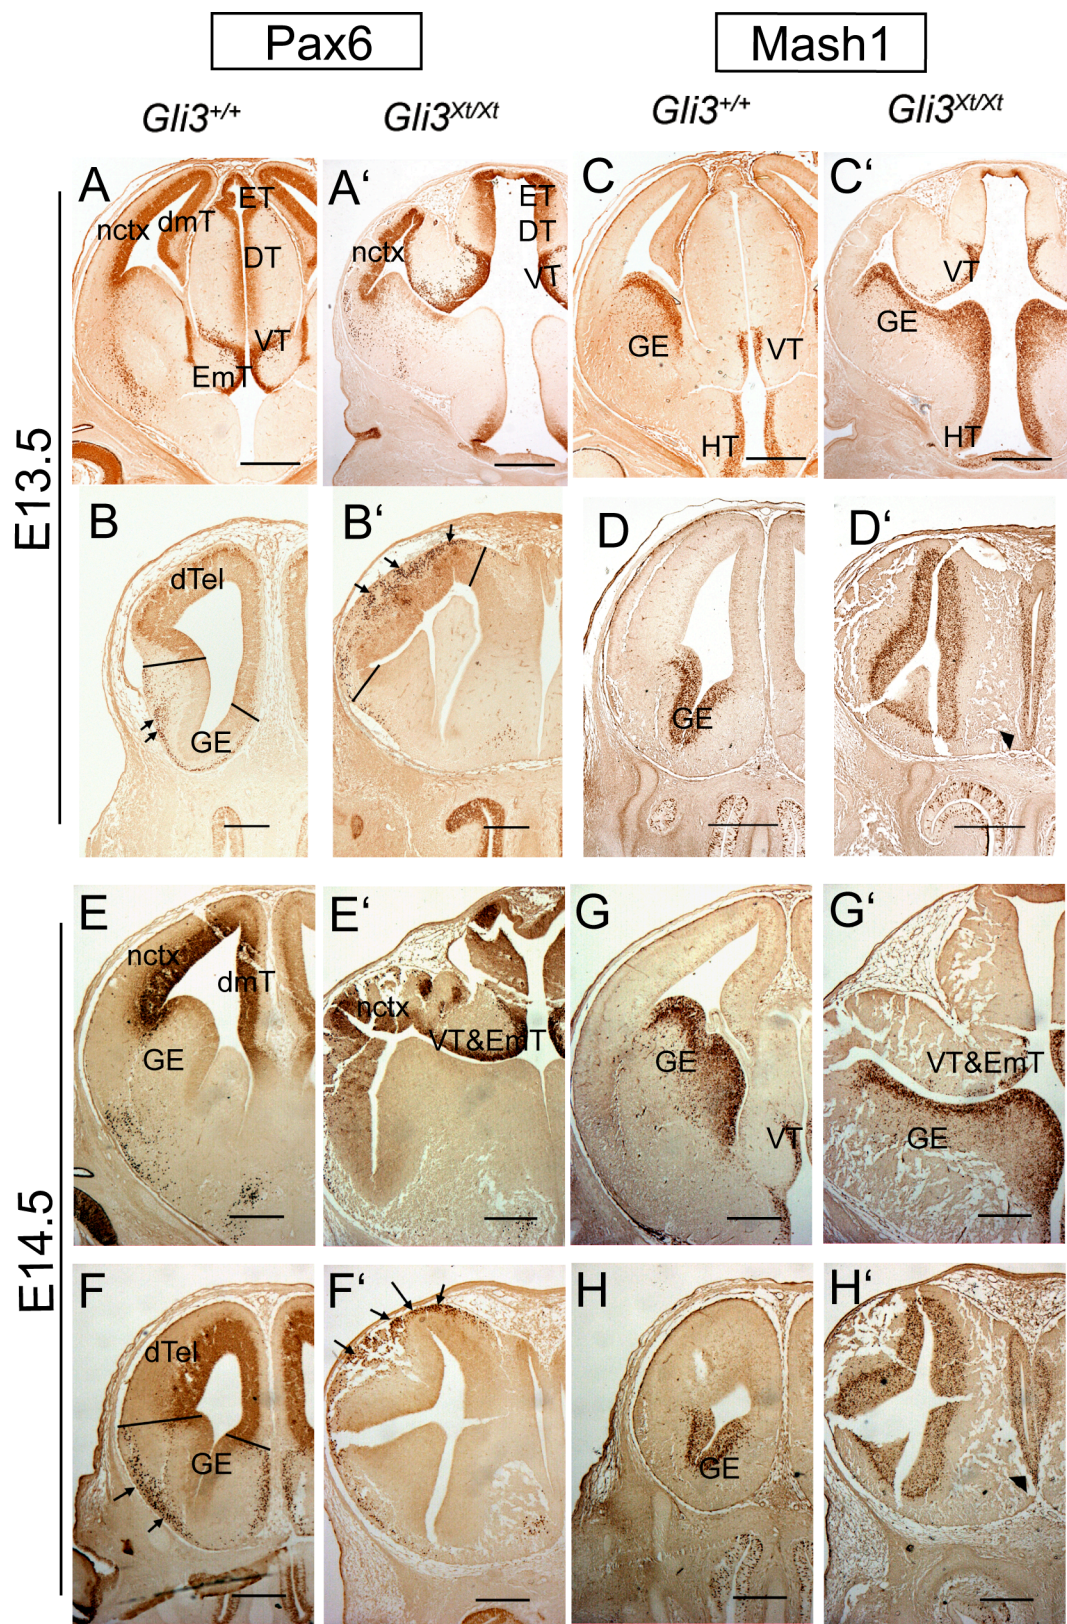 Pax6 Mash1
Gli3+/+ Gli3Xt/Xt Gli3+/+ Gli3Xt/Xt
E13.5
A A' C C'
nctx dmT ET DT VT EmT
nctx ET DT VT
GE VT HT
GE VT HT
B B' D D'
dTel GE
GE
E14.5
E E' G G'
nctx dmT GE
nctx VT&EmT
GE VT
VT&EmT GE
F F' H H'
dTel GE
GE